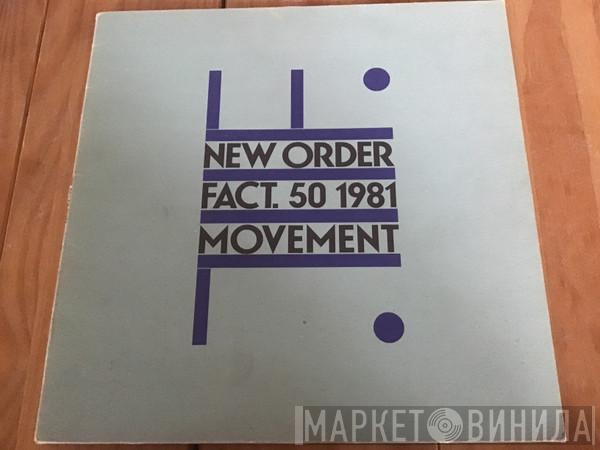 NEW ORDER
FACT. 50 1981
MOVEMENT
МАРКЕТ ВИНИЛА